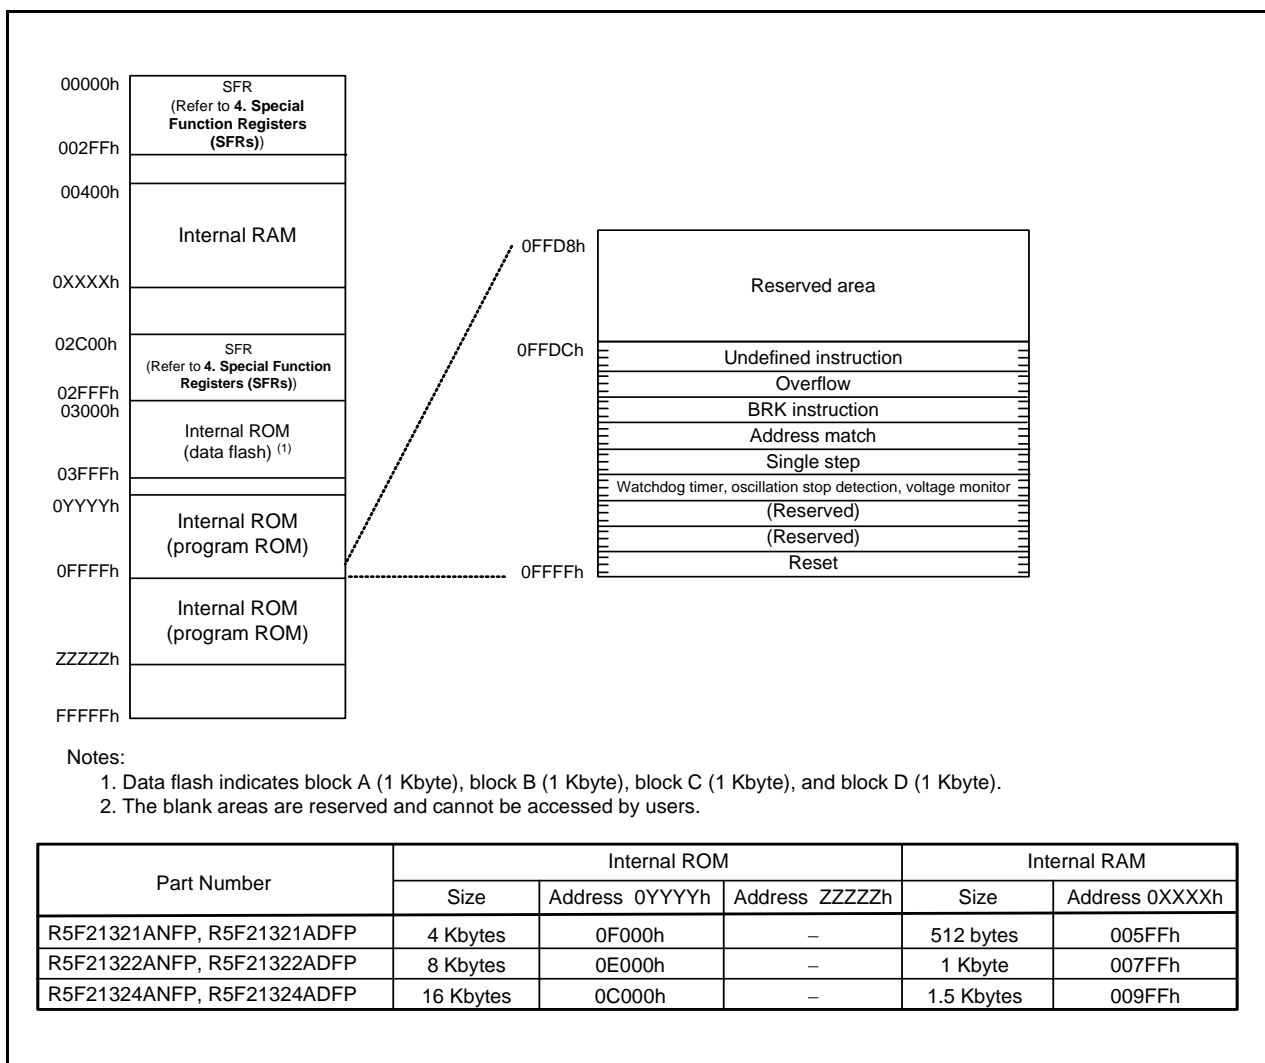 00000h
SFR
(Refer to 4. Special
Function Registers
(SFRs))
002FFh
00400h
Internal RAM
0XXXXh
02C00h
SFR
(Refer to 4. Special Function
Registers (SFRs))
02FFFh
03000h
Internal ROM
(data flash) (1)
03FFFh
0YYYYh
Internal ROM
(program ROM)
0FFFFh
Internal ROM
(program ROM)
ZZZZZh
FFFFFh
0FFD8h
Reserved area
0FFDCh
Undefined instruction
Overflow
BRK instruction
Address match
Single step
Watchdog timer, oscillation stop detection, voltage monitor
(Reserved)
(Reserved)
Reset
0FFFFh
Notes:
1. Data flash indicates block A (1 Kbyte), block B (1 Kbyte), block C (1 Kbyte), and block D (1 Kbyte).
2. The blank areas are reserved and cannot be accessed by users.
Part Number Internal ROM Internal RAM
Size Address 0YYYYh Address ZZZZZh Size Address 0XXXXh
R5F21321ANFP, R5F21321ADFP 4 Kbytes 0F000h – 512 bytes 005FFh
R5F21322ANFP, R5F21322ADFP 8 Kbytes 0E000h – 1 Kbyte 007FFh
R5F21324ANFP, R5F21324ADFP 16 Kbytes 0C000h – 1.5 Kbytes 009FFh